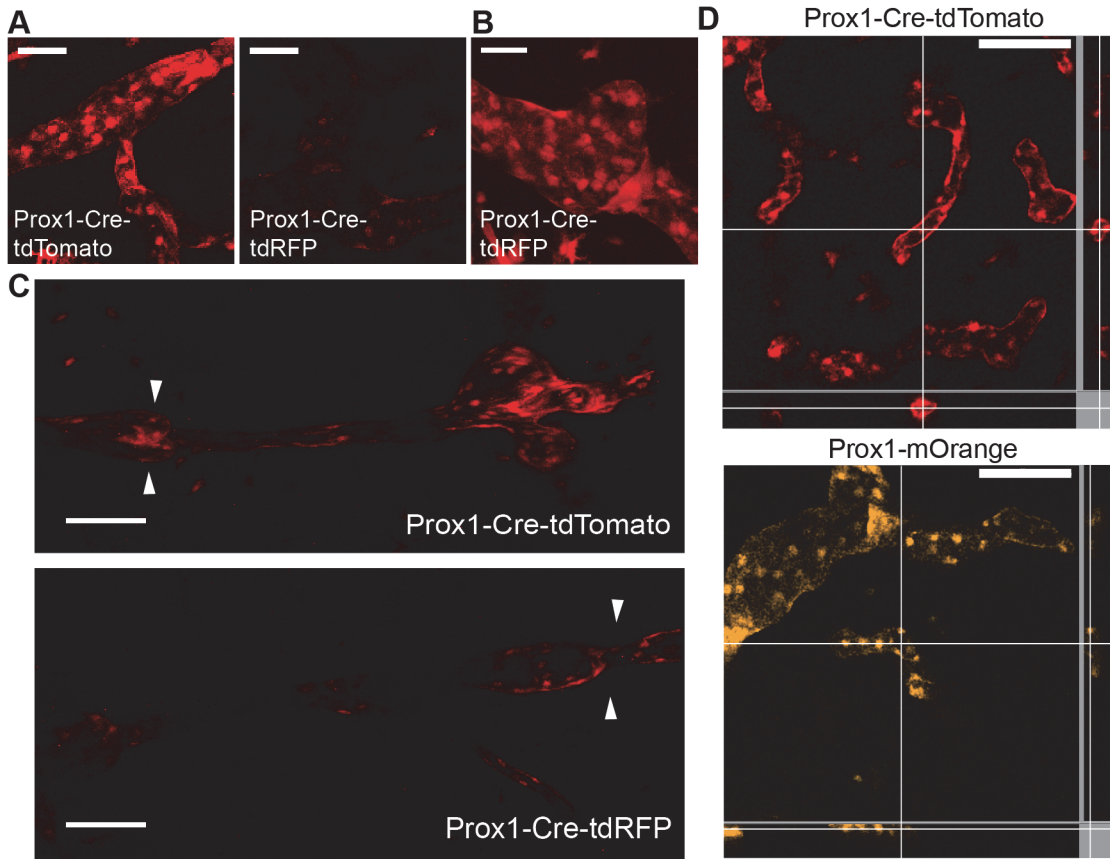 A
B
D
Prox1-Cre-tdTomato
Prox1-Cre-
tdTomato
Prox1-Cre-
tdRFP
Prox1-Cre-
tdRFP
C
Prox1-Cre-tdTomato
Prox1-mOrange
Prox1-Cre-tdRFP